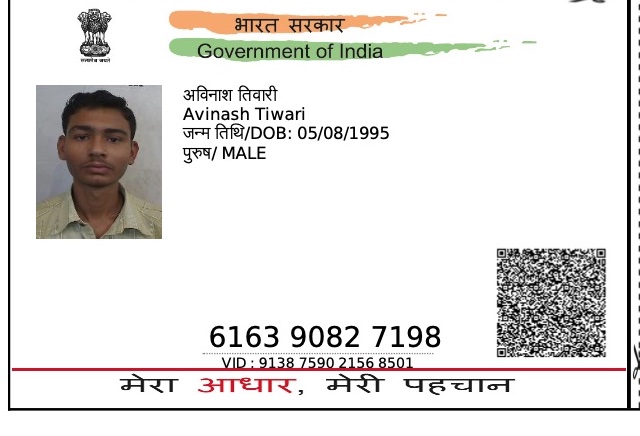 सत्यमेव जयते
भारत सरकार
Government of India
अविनाश तिवारी
Avinash Tiwari
जन्म तिथि/DOB: 05/08/1995
पुरुष/ MALE
6163 9082 7198
VID : 9138 7590 2156 8501
मेरा आधार, मेरी पहचान